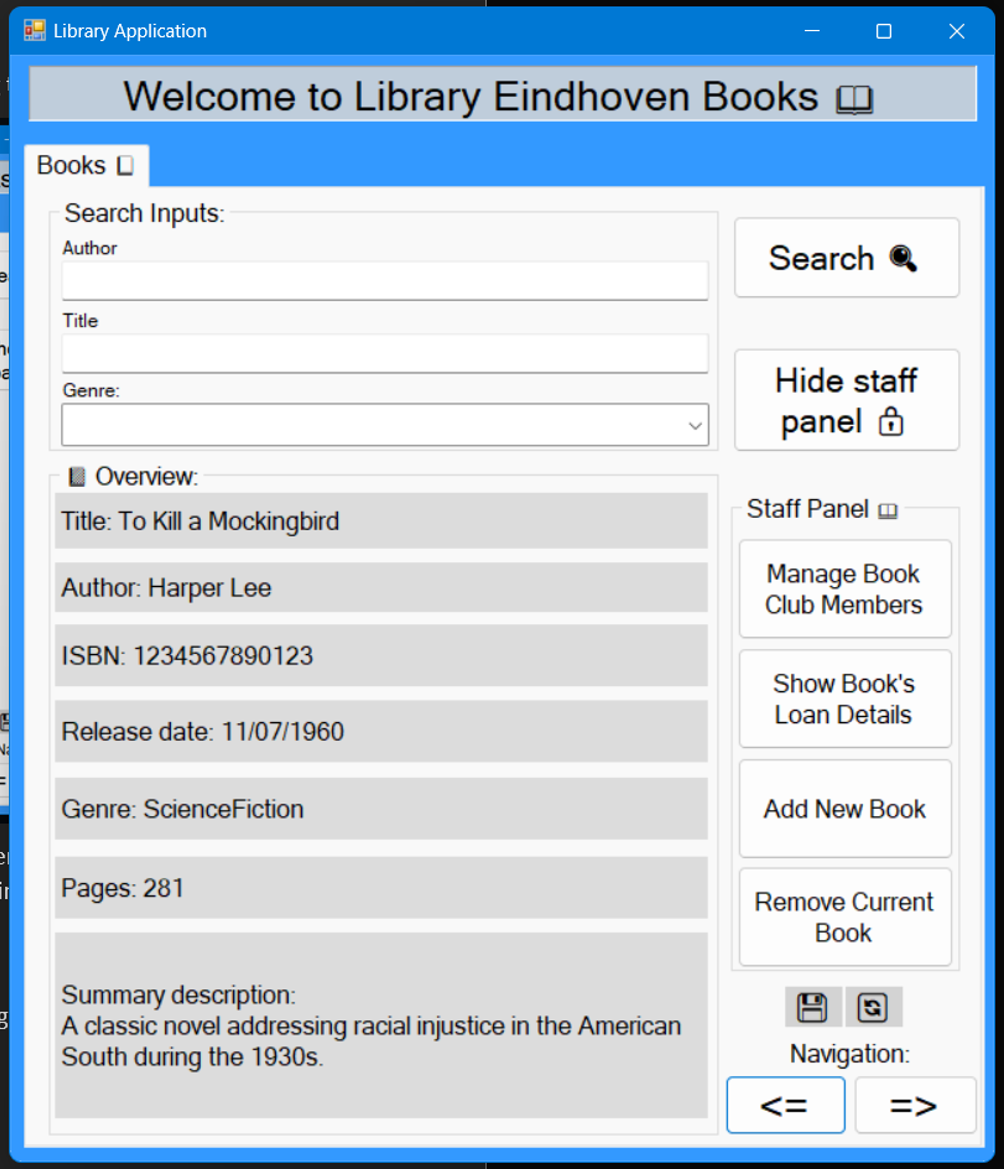 Library Application
Welcome to Library Eindhoven Books
Books
Search Inputs:
Author
Title
Genre:
Search
Hide staff
panel
Overview:
Title: To Kill a Mockingbird
Author: Harper Lee
ISBN: 1234567890123
Release date: 11/07/1960
Genre: ScienceFiction
Pages: 281
Summary description:
A classic novel addressing racial injustice in the American
South during the 1930s.
Staff Panel
Manage Book
Club Members
Show Book's
Loan Details
Add New Book
Remove Current
Book
Navigation:
<=
=>